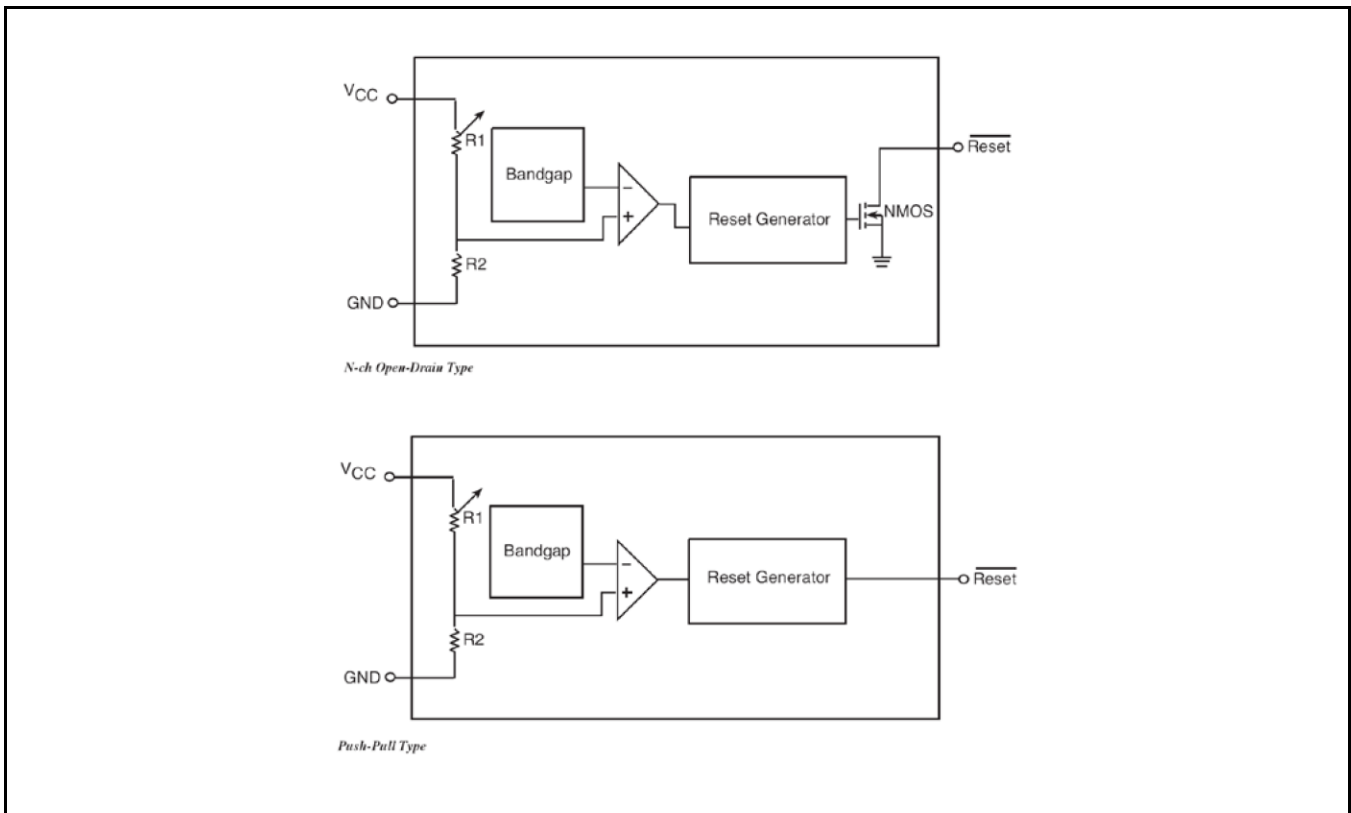 VCC
R1
Bandgap
−
+
Reset Generator
NMOS
Reset
R2
GND
N-ch Open-Drain Type
VCC
R1
Bandgap
−
+
Reset Generator
Reset
R2
GND
Push-Pull Type